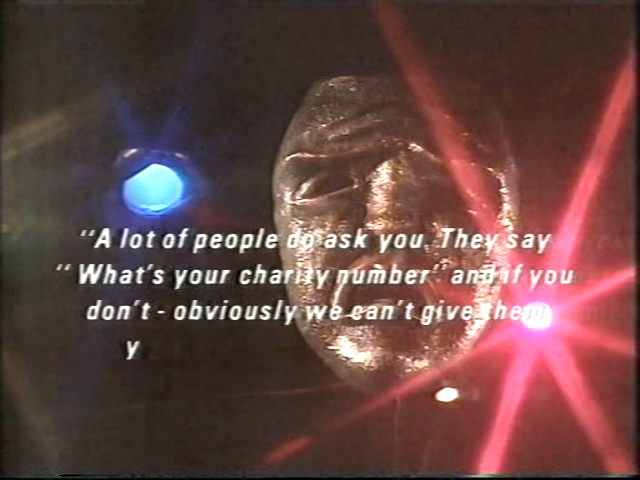 "A lot of people do ask you. They say
"What's your charity number" and if you
don't - obviously we can't give them
y